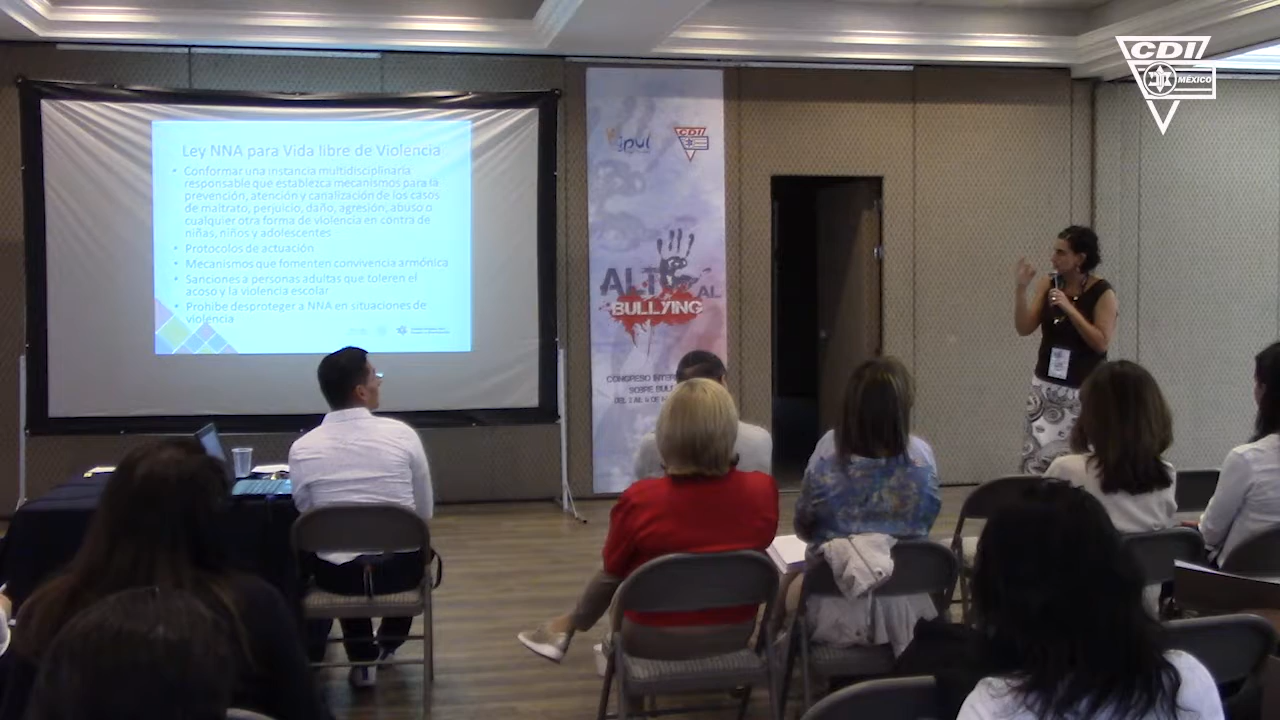 CDI
MÉXICO
Ley NNA para Vida libre de Violencia
• Conformar una instancia multidisciplinaria
responsable que establezca mecanismos para la
prevención, atención y canalización de los casos
de maltrato, perjuicio, daño, agresión, abuso o
cualquier otra forma de violencia en contra de
niñas, niños y adolescentes
• Protocolos de actuación
• Mecanismos que fomenten convivencia armónica
• Sanciones a personas adultas que toleren el
acoso y la violencia escolar
• Prohibe desproteger a NNA en situaciones de
violencia
CDI
ALTO
AL
BULLYING
CONGRESO
SOBRE